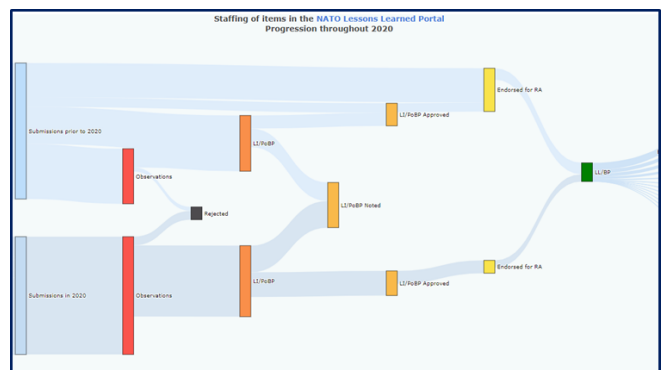 Staffing of items in the NATO Lessons Learned Portal
Progression throughout 2020
Endorsed for RA
LI/PoBP Approved
Submissions prior to 2020
LI/PoBP
LL/BP
Observations
LI/PoBP Noted
Rejected
Endorsed for RA
LI/PoBP
LI/PoBP Approved
Submissions in 2020
Observations